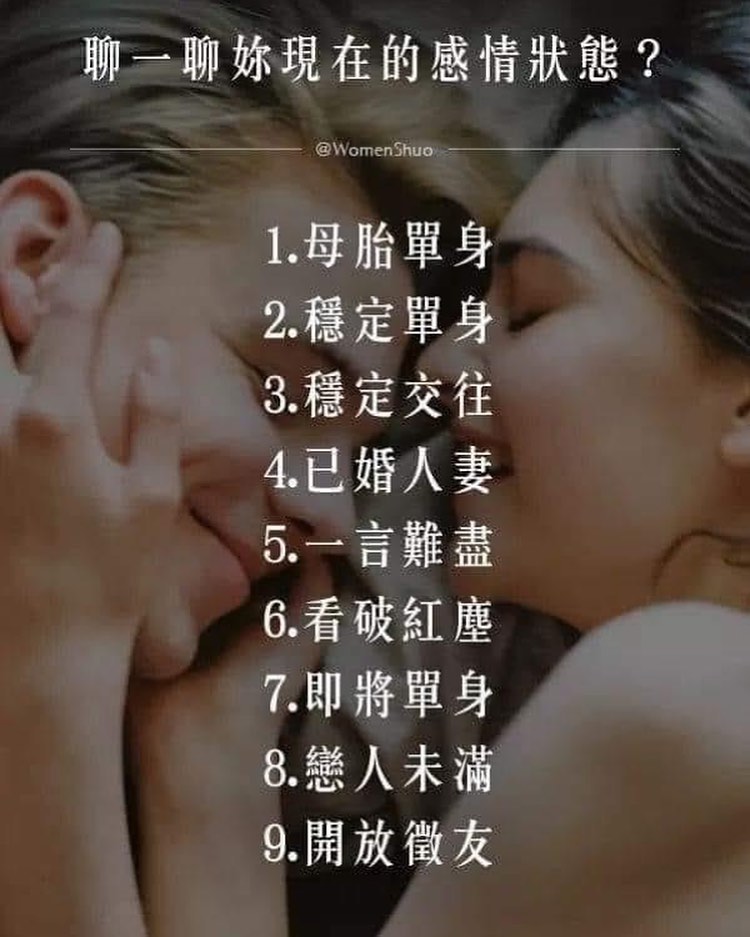 聊一聊妳現在的感情狀態？
@WomenShuo
1.母胎單身
2.穩定單身
3.穩定交往
4.已婚人妻
5.一言難盡
6.看破紅塵
7.即將單身
8.戀人未滿
9.開放徵友